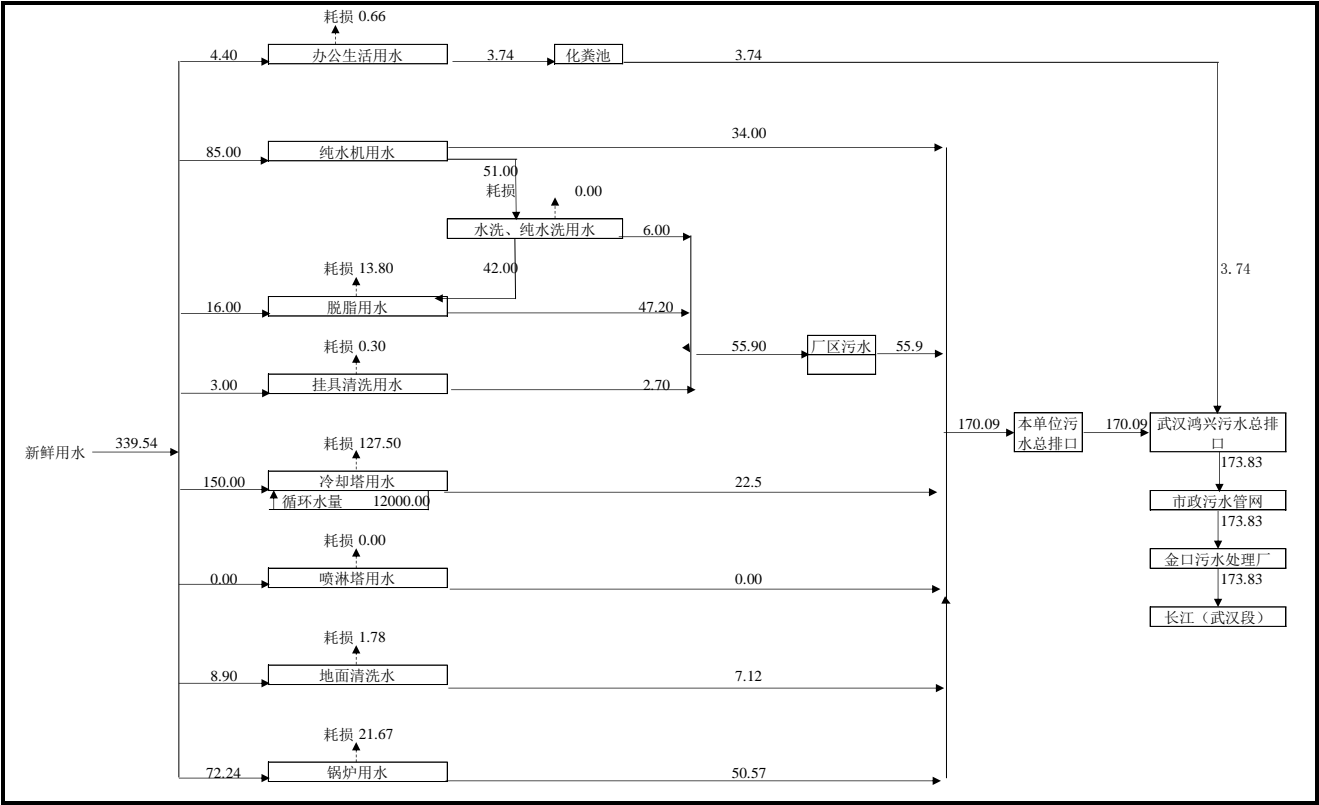 耗损 0.66
4.40
办公生活用水
3.74
化粪池
3.74
34.00
85.00
纯水机用水
51.00
耗损
0.00
水洗、纯水洗用水
6.00
42.00
耗损 13.80
3.74
16.00
脱脂用水
47.20
耗损 0.30
55.90
厂区污水
55.9
3.00
挂具清洗用水
2.70
新鲜用水
339.54
耗损 127.50
170.09
本单位污
水总排口
170.09
武汉鸿兴污水总排
口
173.83
150.00
冷却塔用水
22.5
循环水量
12000.00
市政污水管网
173.83
耗损 0.00
金口污水处理厂
173.83
0.00
喷淋塔用水
0.00
长江（武汉段）
耗损 1.78
8.90
地面清洗水
7.12
耗损 21.67
72.24
锅炉用水
50.57